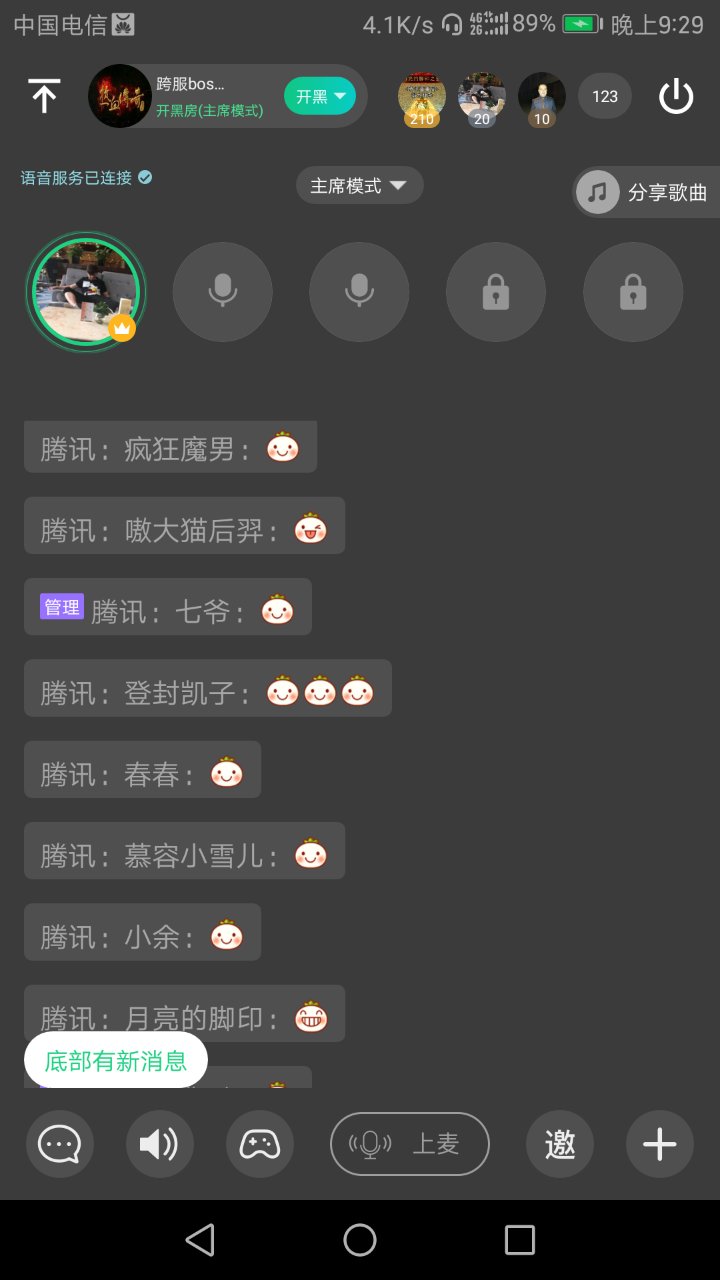 中国电信
4.1K/s 4G 2G 89% 晚上9:29
跨服bos...
开黑房(主席模式)
开黑
210
20
10
123
语音服务已连接
主席模式
分享歌曲
腾讯：疯狂魔男：
腾讯：嗷大猫后羿：
管理 腾讯：七爷：
腾讯：登封凯子：
腾讯：春春：
腾讯：慕容小雪儿：
腾讯：小余：
腾讯：月亮的脚印：
底部有新消息
上麦
邀